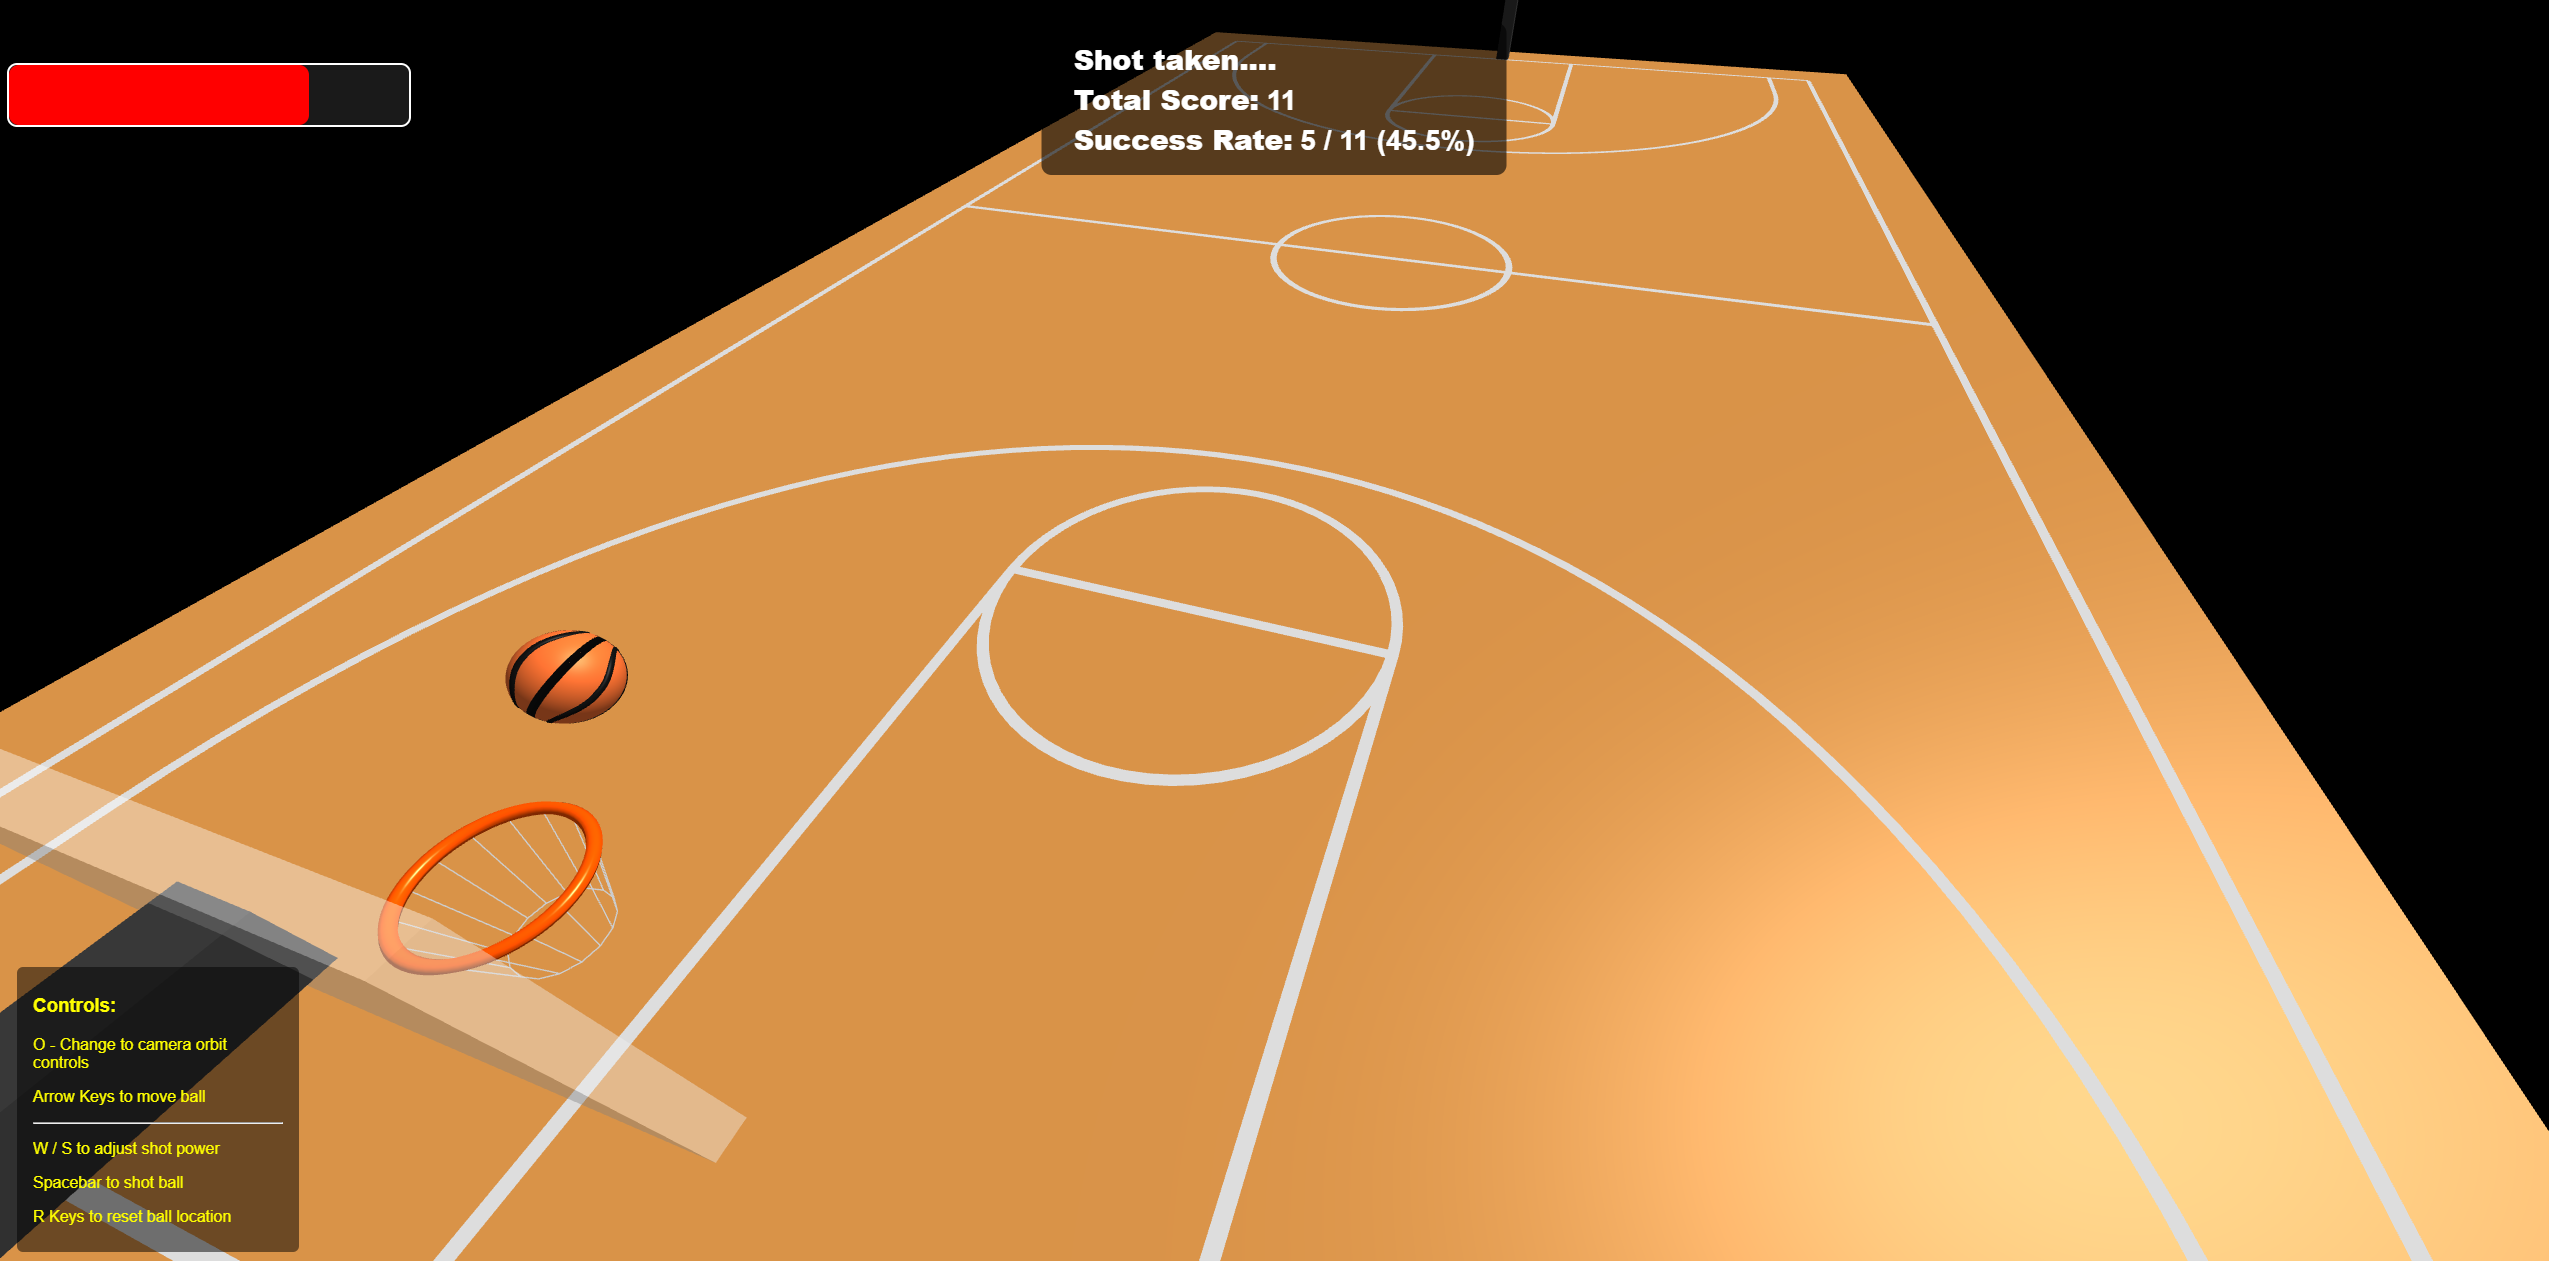 Shot taken....
Total Score: 11
Success Rate: 5 / 11 (45.5%)
Controls:
O - Change to camera orbit
controls
Arrow Keys to move ball
W / S to adjust shot power
Spacebar to shot ball
R Keys to reset ball location